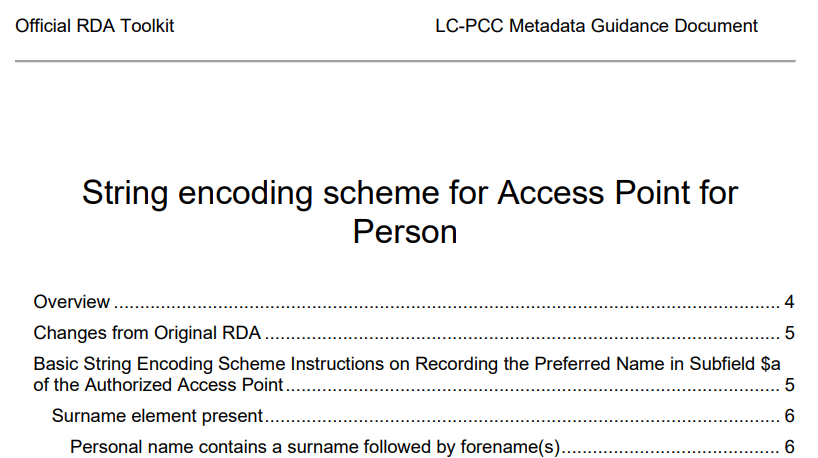 Official RDA Toolkit LC-PCC Metadata Guidance Document
String encoding scheme for Access Point for
Person
Overview ........................................................................................................................... 4
Changes from Original RDA ................................................................................................ 5
Basic String Encoding Scheme Instructions on Recording the Preferred Name in Subfield $a
of the Authorized Access Point ............................................................................................ 5
Surname element present .................................................................................................. 6
Personal name contains a surname followed by forename(s) .......................................... 6